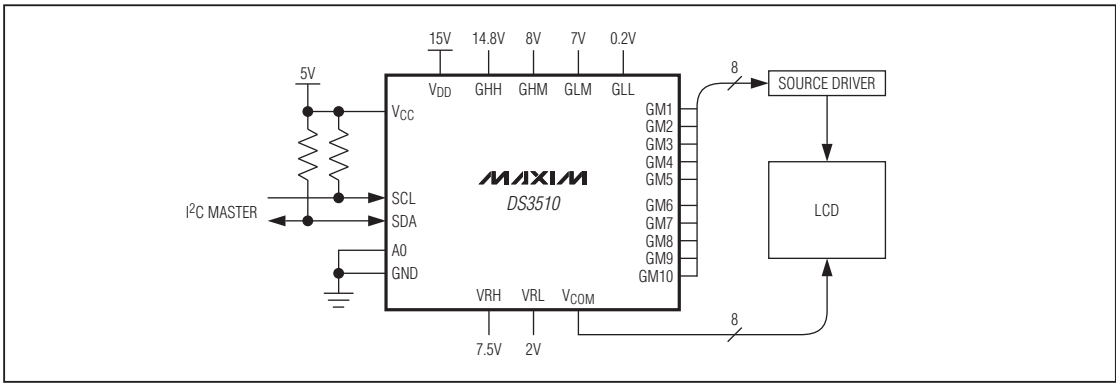 15V 14.8V 8V 7V 0.2V
5V
8
VDD GHH GHM GLM GLL
SOURCE DRIVER
VCC
GM1
GM2
GM3
GM4
GM5
MAXIM
DS3510
SCL
I2C MASTER
SDA
GM6
GM7
GM8
GM9
GM10
LCD
A0
GND
VRH VRL VCOM
8
7.5V 2V